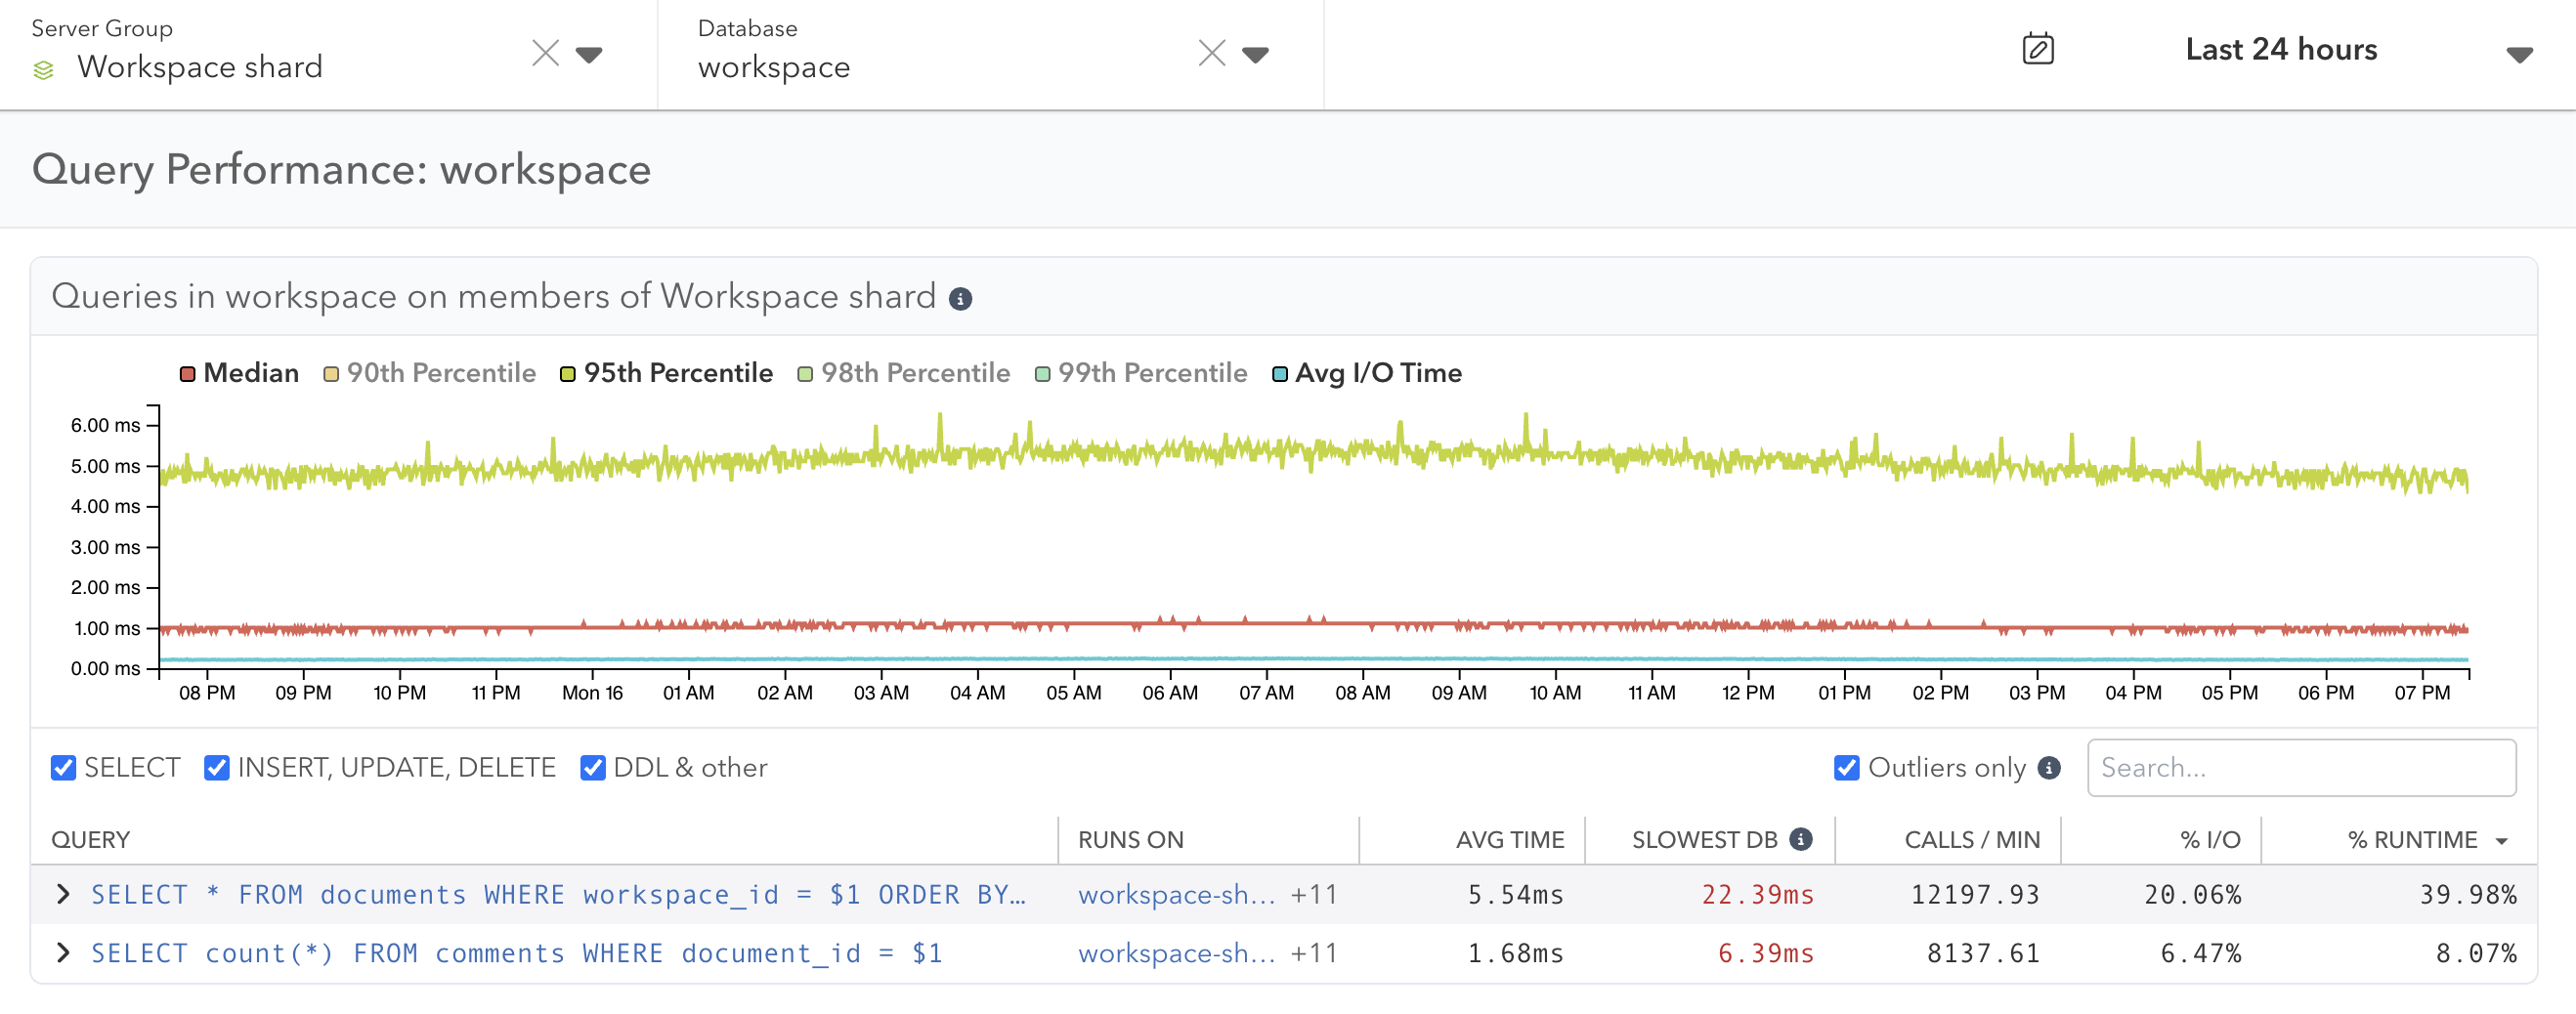 Server Group
Workspace shard
Database
workspace
Last 24 hours
Query Performance: workspace
Queries in workspace on members of Workspace shard
Median 90th Percentile 95th Percentile 98th Percentile 99th Percentile Avg I/O Time
6.00 ms
5.00 ms
4.00 ms
3.00 ms
2.00 ms
1.00 ms
0.00 ms
08 PM 09 PM 10 PM 11 PM Mon 16 01 AM 02 AM 03 AM 04 AM 05 AM 06 AM 07 AM 08 AM 09 AM 10 AM 11 AM 12 PM 01 PM 02 PM 03 PM 04 PM 05 PM 06 PM 07 PM
SELECT INSERT, UPDATE, DELETE DDL & other Outliers only Search...
QUERY RUNS ON AVG TIME SLOWEST DB CALLS / MIN % I/O % RUNTIME
SELECT * FROM documents WHERE workspace_id = $1 ORDER BY… workspace-sh… +11 5.54ms 22.39ms 12197.93 20.06% 39.98%
SELECT count(*) FROM comments WHERE document_id = $1 workspace-sh… +11 1.68ms 6.39ms 8137.61 6.47% 8.07%